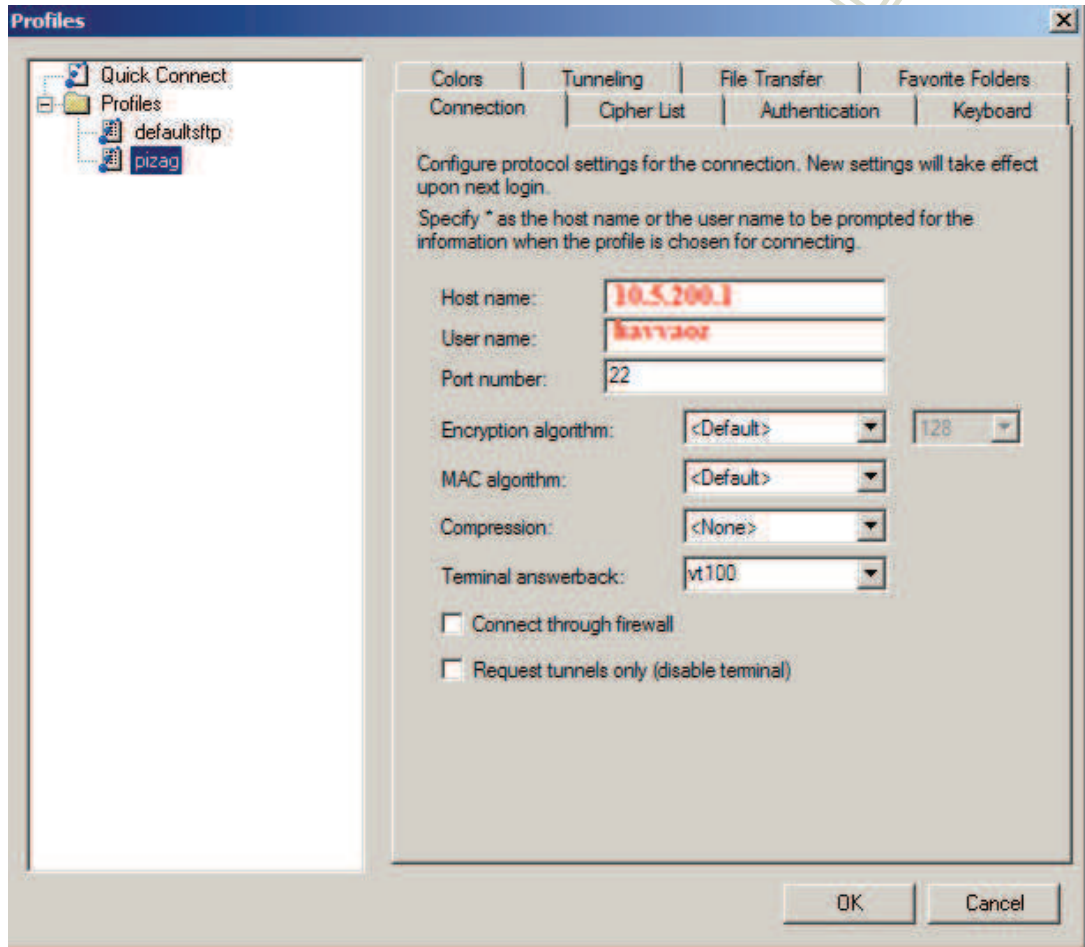 Profiles
Quick Connect
Profiles
defaultsftp
pizag
Colors Tunneling File Transfer Favorite Folders
Connection Cipher List Authentication Keyboard
Configure protocol settings for the connection. New settings will take effect
upon next login.
Specify * as the host name or the user name to be prompted for the
information when the profile is chosen for connecting.
Host name: 10.5.200.1
User name:
Port number: 22
Encryption algorithm: <Default> 128
MAC algorithm: <Default>
Compression: <None>
Terminal answerback: vt100
Connect through firewall
Request tunnels only (disable terminal)
OK Cancel